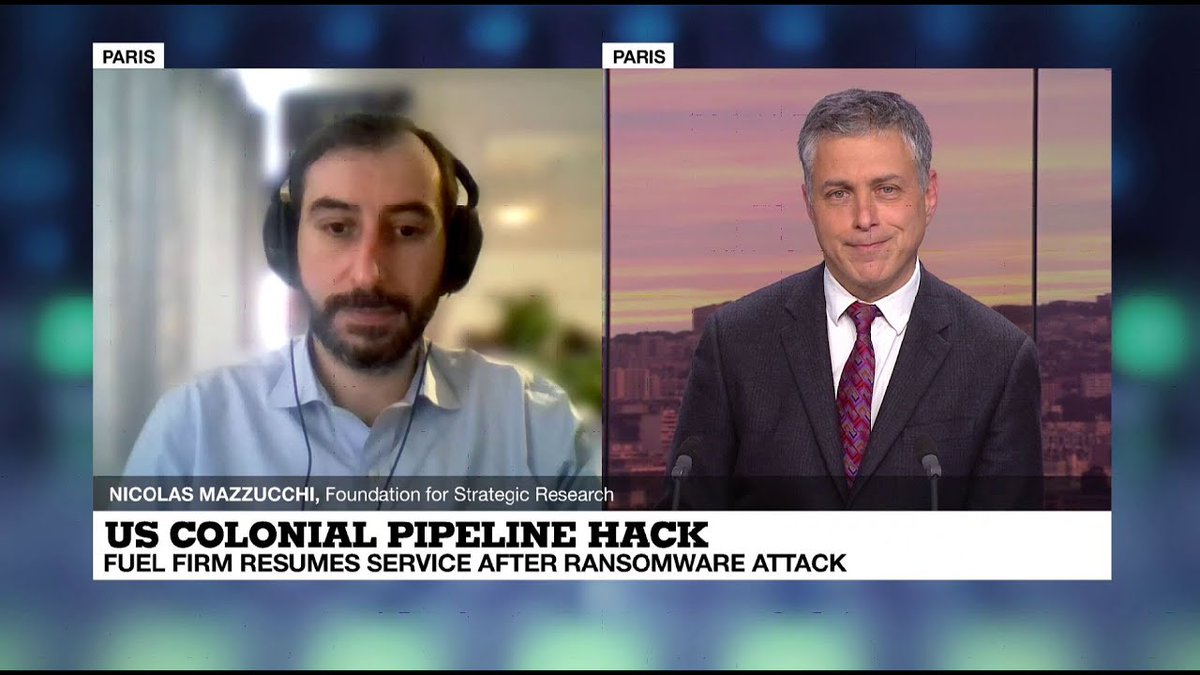 PARIS
PARIS
NICOLAS MAZZUCCHI, Foundation for Strategic Research
US COLONIAL PIPELINE HACK
FUEL FIRM RESUMES SERVICE AFTER RANSOMWARE ATTACK